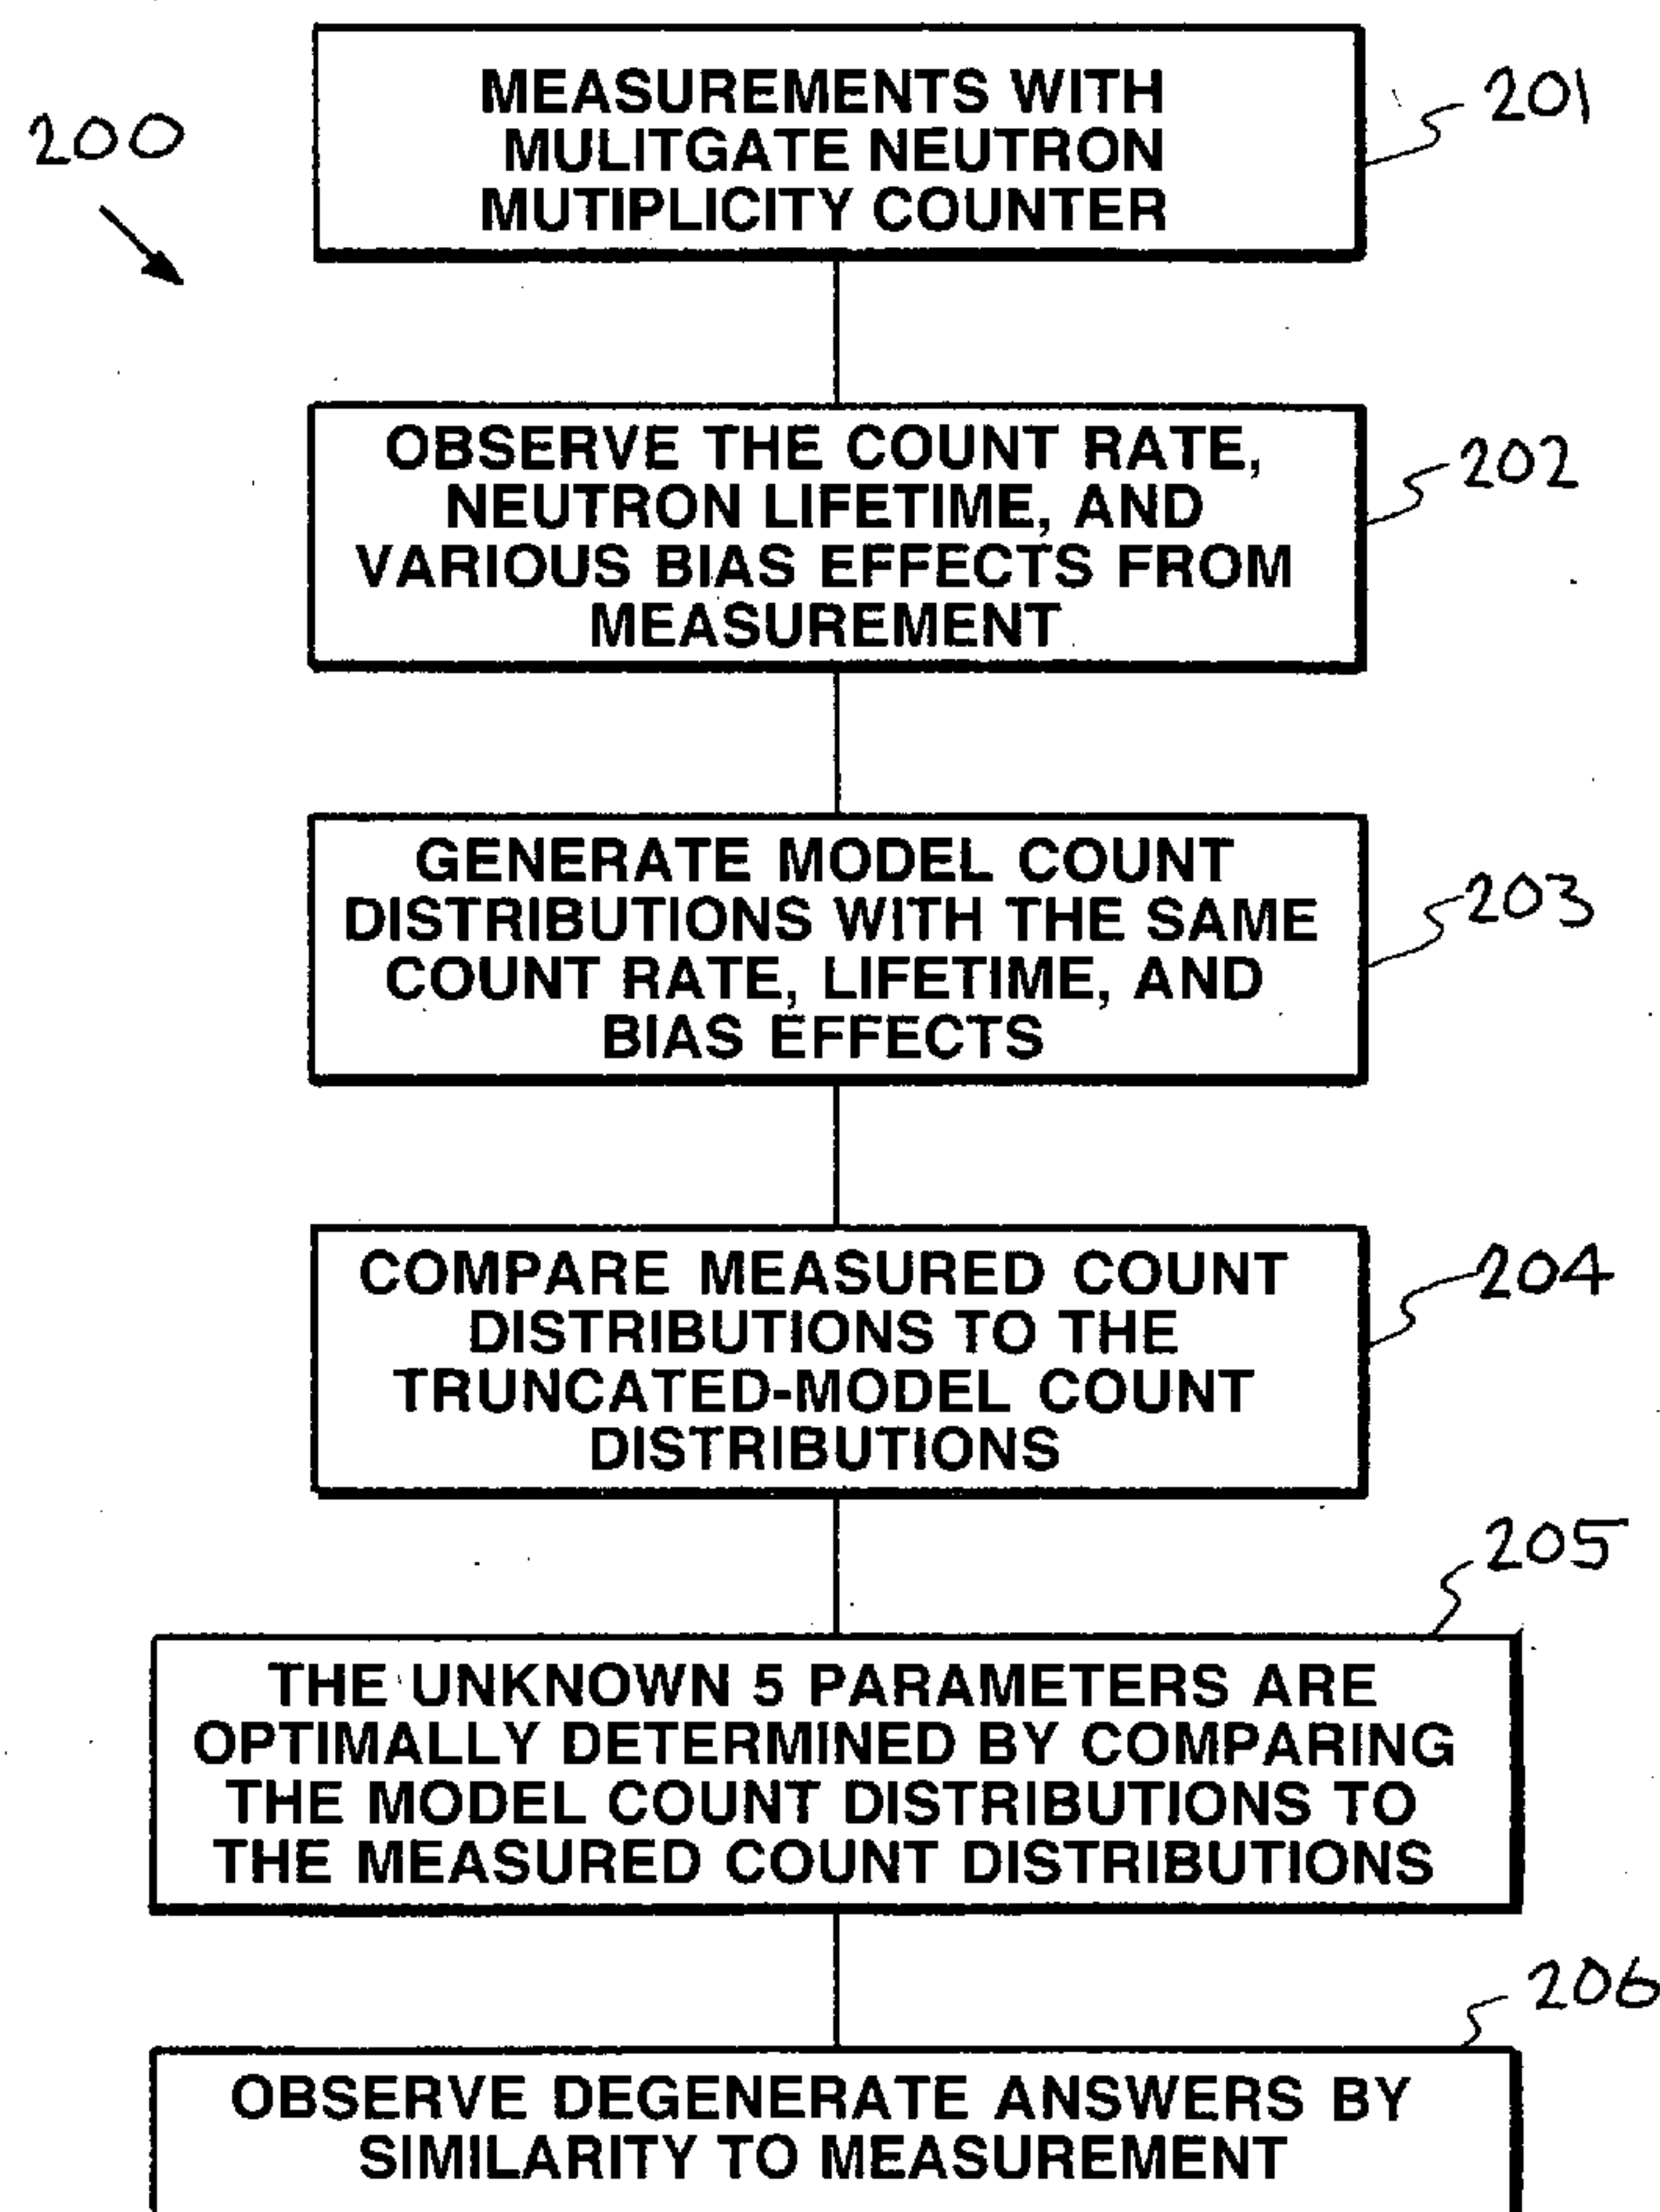 200
MEASUREMENTS WITH
MULITGATE NEUTRON
MUTIPLICITY COUNTER
201
OBSERVE THE COUNT RATE,
NEUTRON LIFETIME, AND
VARIOUS BIAS EFFECTS FROM
MEASUREMENT
202
GENERATE MODEL COUNT
DISTRIBUTIONS WITH THE SAME
COUNT RATE, LIFETIME, AND
BIAS EFFECTS
203
COMPARE MEASURED COUNT
DISTRIBUTIONS TO THE
TRUNCATED-MODEL COUNT
DISTRIBUTIONS
204
205
THE UNKNOWN 5 PARAMETERS ARE
OPTIMALLY DETERMINED BY COMPARING
THE MODEL COUNT DISTRIBUTIONS TO
THE MEASURED COUNT DISTRIBUTIONS
206
OBSERVE DEGENERATE ANSWERS BY
SIMILARITY TO MEASUREMENT